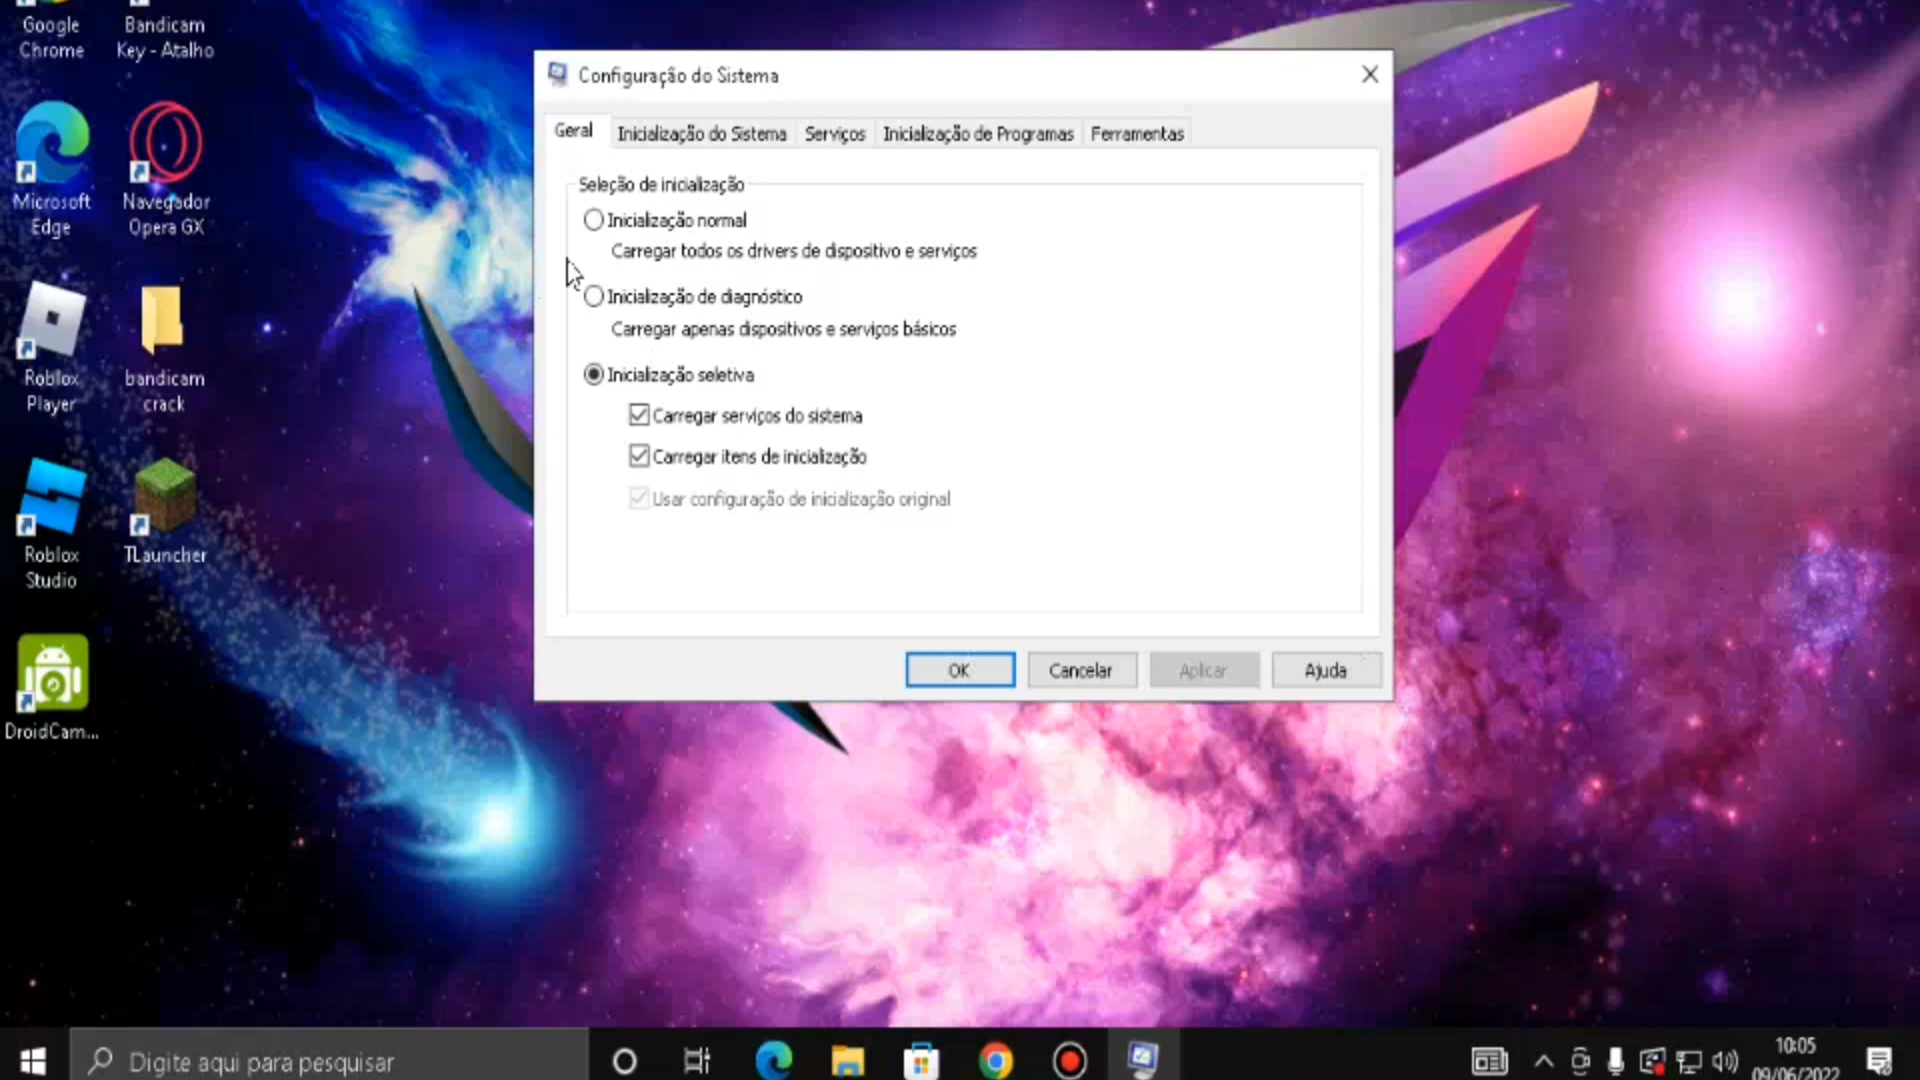 Google
Chrome
Bandicam
Key - Atalho
Microsoft
Edge
Navegador
Opera GX
Roblox
Player
bandicam
crack
Roblox
Studio
TLauncher
DroidCam...
Configuração do Sistema
Geral
Inicialização do Sistema
Serviços
Inicialização de Programas
Ferramentas
Seleção de inicialização
Inicialização normal
Carregar todos os drivers de dispositivo e serviços
Inicialização de diagnóstico
Carregar apenas dispositivos e serviços básicos
Inicialização seletiva
Carregar serviços do sistema
Carregar itens de inicialização
Usar configuração de inicialização original
OK
Cancelar
Aplicar
Ajuda
Digite aqui para pesquisar
10:05
09/06/2022